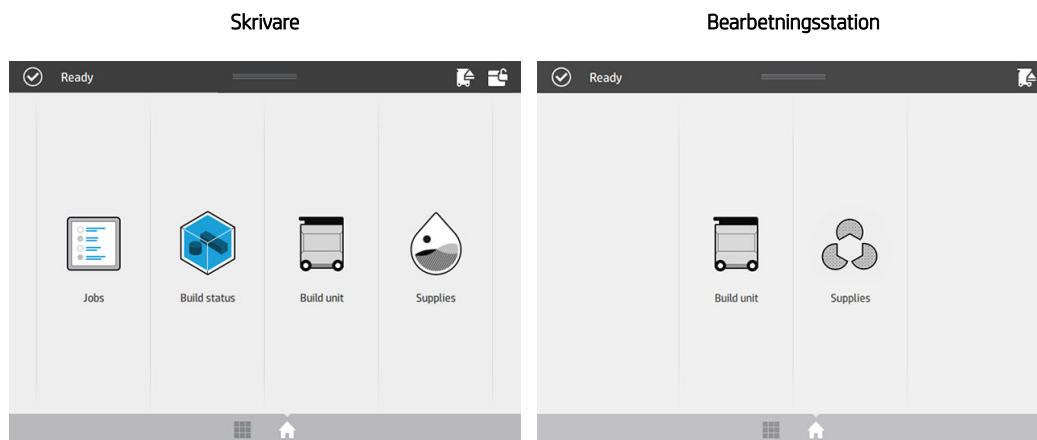 Skrivare
Bearbetningsstation
Ready
Jobs
Build status
Build unit
Supplies
Ready
Build unit
Supplies